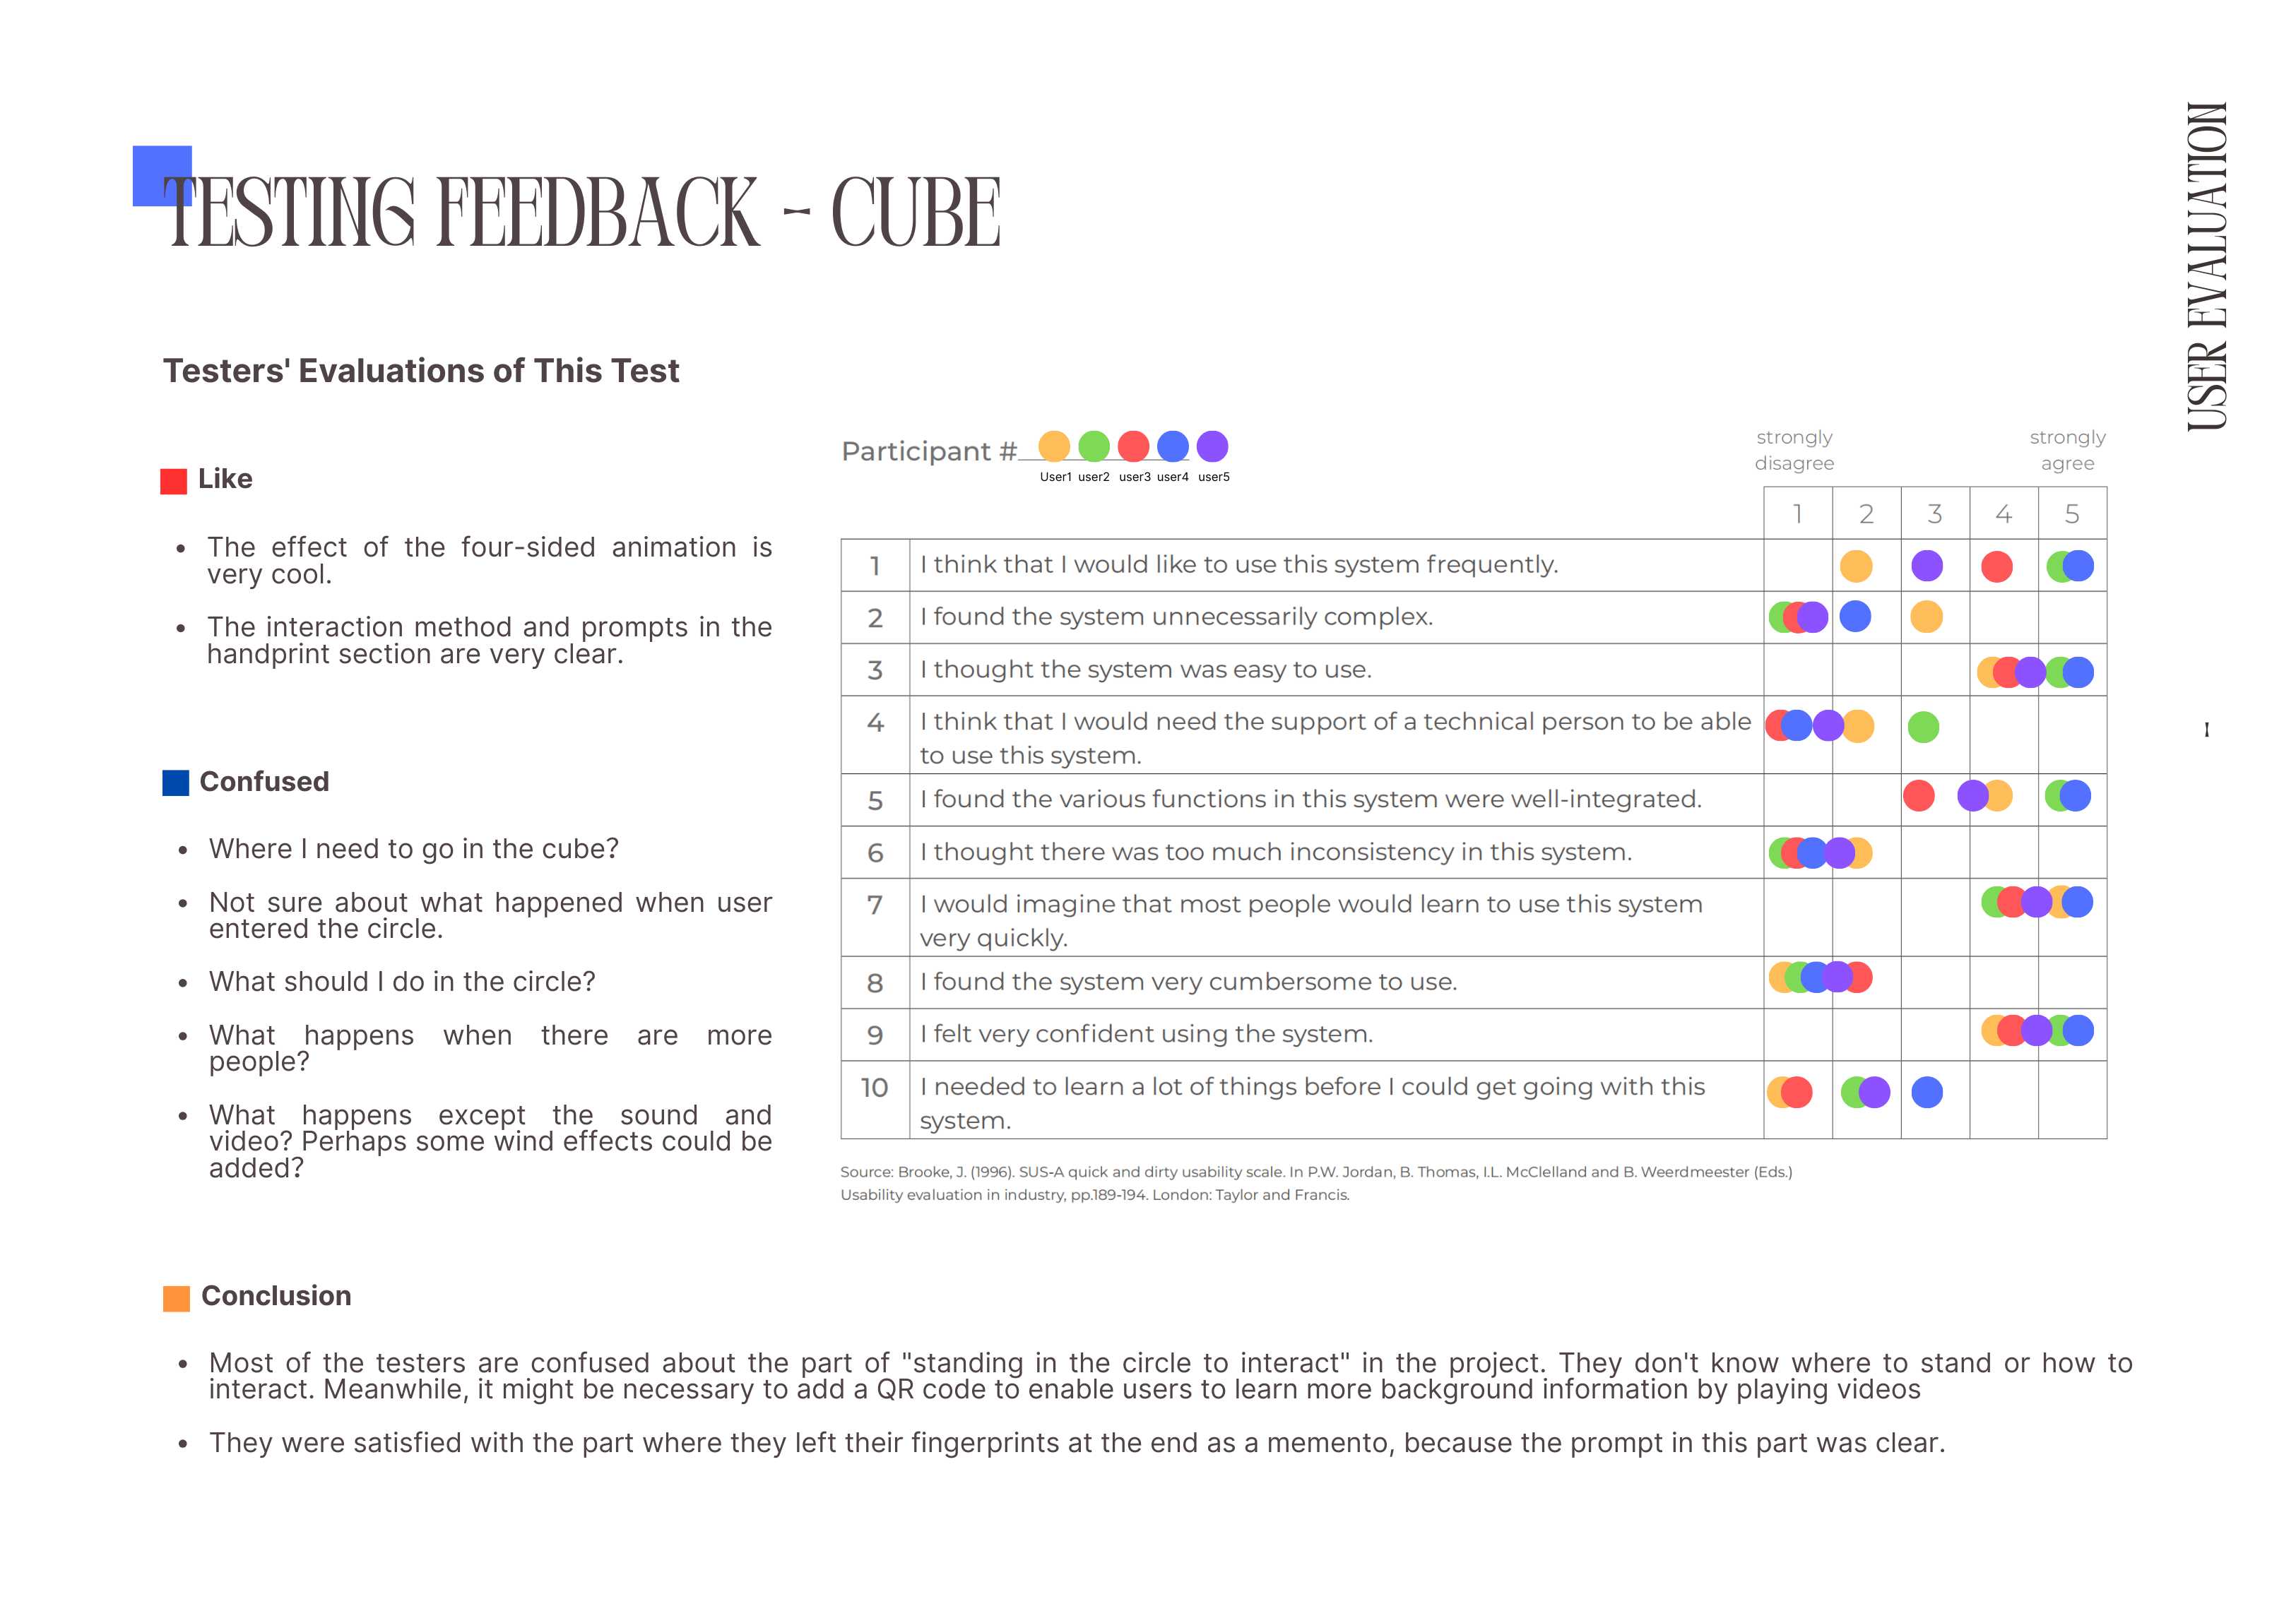 TESTING FEEDBACK - CUBE
USER EVALUATION
Testers' Evaluations of This Test
Like
• The effect of the four-sided animation is
very cool.
• The interaction method and prompts in the
handprint section are very clear.
Confused
• Where I need to go in the cube?
• Not sure about what happened when user
entered the circle.
• What should I do in the circle?
• What happens when there are more
people?
• What happens except the sound and
video? Perhaps some wind effects could be
added?
Participant #
User1 user2 user3 user4 user5
strongly
disagree
strongly
agree
1 2 3 4 5
1 I think that I would like to use this system frequently.
2 I found the system unnecessarily complex.
3 I thought the system was easy to use.
4 I think that I would need the support of a technical person to be able
to use this system.
5 I found the various functions in this system were well-integrated.
6 I thought there was too much inconsistency in this system.
7 I would imagine that most people would learn to use this system
very quickly.
8 I found the system very cumbersome to use.
9 I felt very confident using the system.
10 I needed to learn a lot of things before I could get going with this
system.
Source: Brooke, J. (1996). SUS-A quick and dirty usability scale. In P.W. Jordan, B. Thomas, I.L. McClelland and B. Weerdmeester (Eds.)
Usability evaluation in industry, pp.189-194. London: Taylor and Francis.
I
Conclusion
• Most of the testers are confused about the part of "standing in the circle to interact" in the project. They don't know where to stand or how to
interact. Meanwhile, it might be necessary to add a QR code to enable users to learn more background information by playing videos
• They were satisfied with the part where they left their fingerprints at the end as a memento, because the prompt in this part was clear.